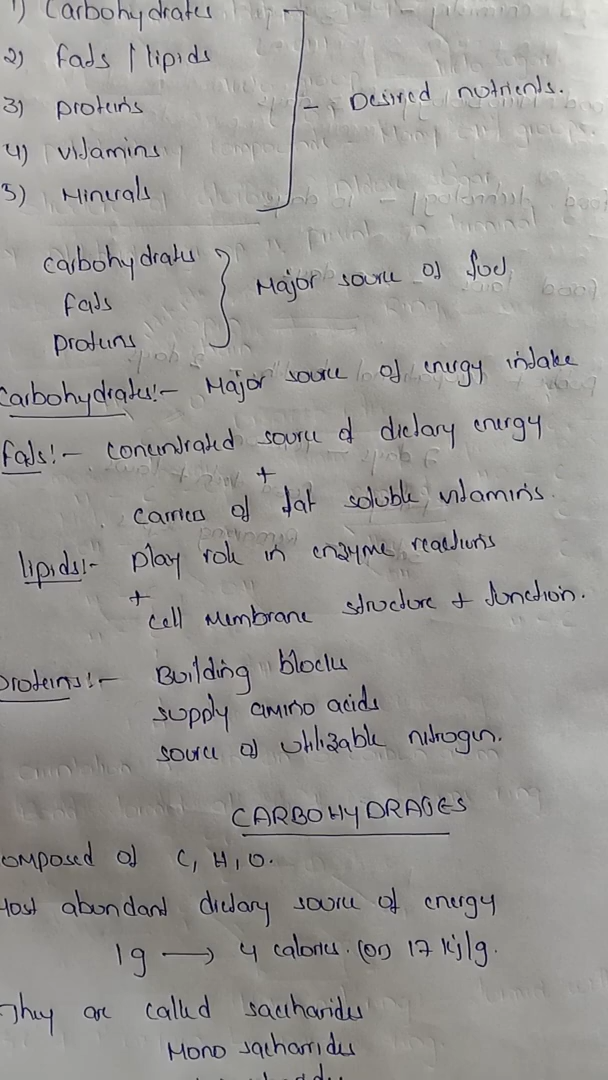 1) Carbohydrates
2) fats / lipids
3) proteins
4) vitamins
5) Minerals
- Desired nutrients.
carbohydrates
fats
proteins
Major source of food
Carbohydrates:- Major source of energy intake
fats:- concentrated source of dietary energy
+
carries of fat soluble vitamins.
lipids:- play role in enzyme reactions
+
cell Membrane structure + function.
proteins:- Building blocks
supply amino acids
source of utilizable nitrogen.
CARBOHYDRATES
composed of C, H, O.
Most abundant dietary source of energy
1g → 4 calories. (or) 17 kj/g.
They are called saccharides
Mono sacharrides